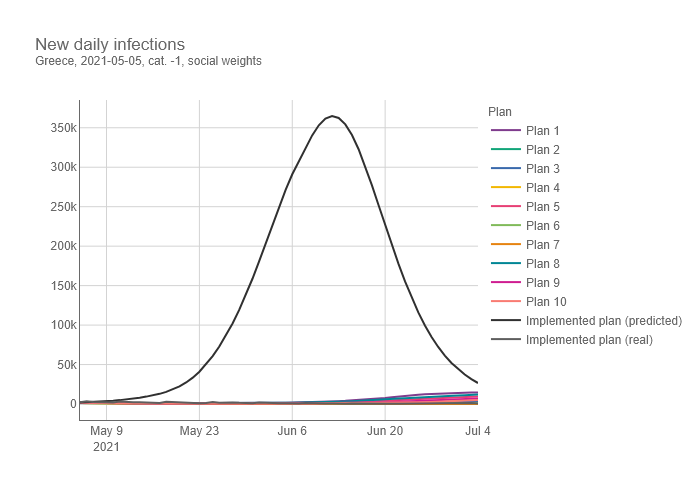 New daily infections
Greece, 2021-05-05, cat. -1, social weights
Plan
Plan 1
Plan 2
Plan 3
Plan 4
Plan 5
Plan 6
Plan 7
Plan 8
Plan 9
Plan 10
Implemented plan (predicted)
Implemented plan (real)
350k
300k
250k
200k
150k
100k
50k
0
May 9 May 23 Jun 6 Jun 20 Jul 4
2021